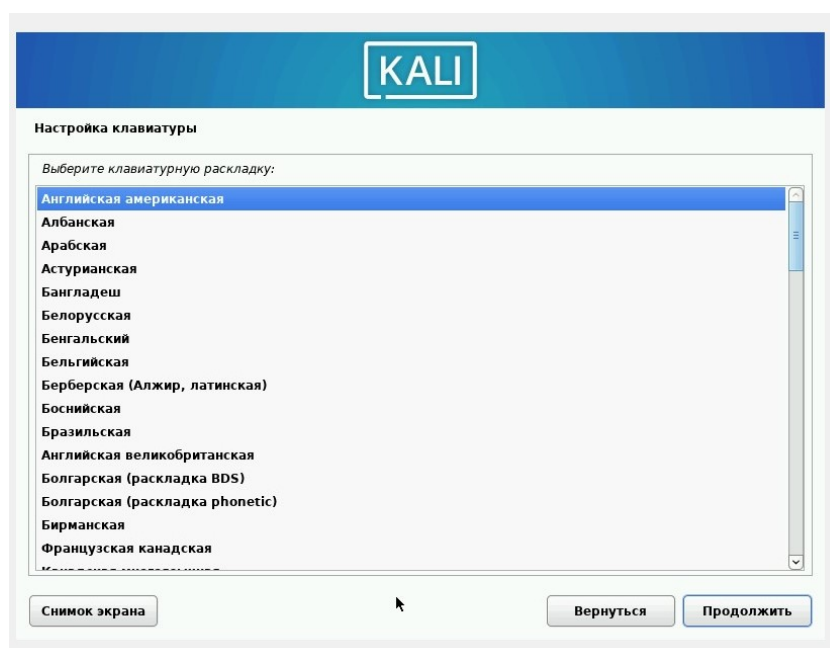 KALI
Настройка клавиатуры
Выберите клавиатурную раскладку:
Английская американская
Албанская
Арабская
Астурианская
Бангладеш
Белорусская
Бенгальский
Бельгийская
Берберская (Алжир, латинская)
Боснийская
Бразильская
Английская великобританская
Болгарская (раскладка BDS)
Болгарская (раскладка phonetic)
Бирманская
Французская канадская
Снимок экрана
Вернуться
Продолжить